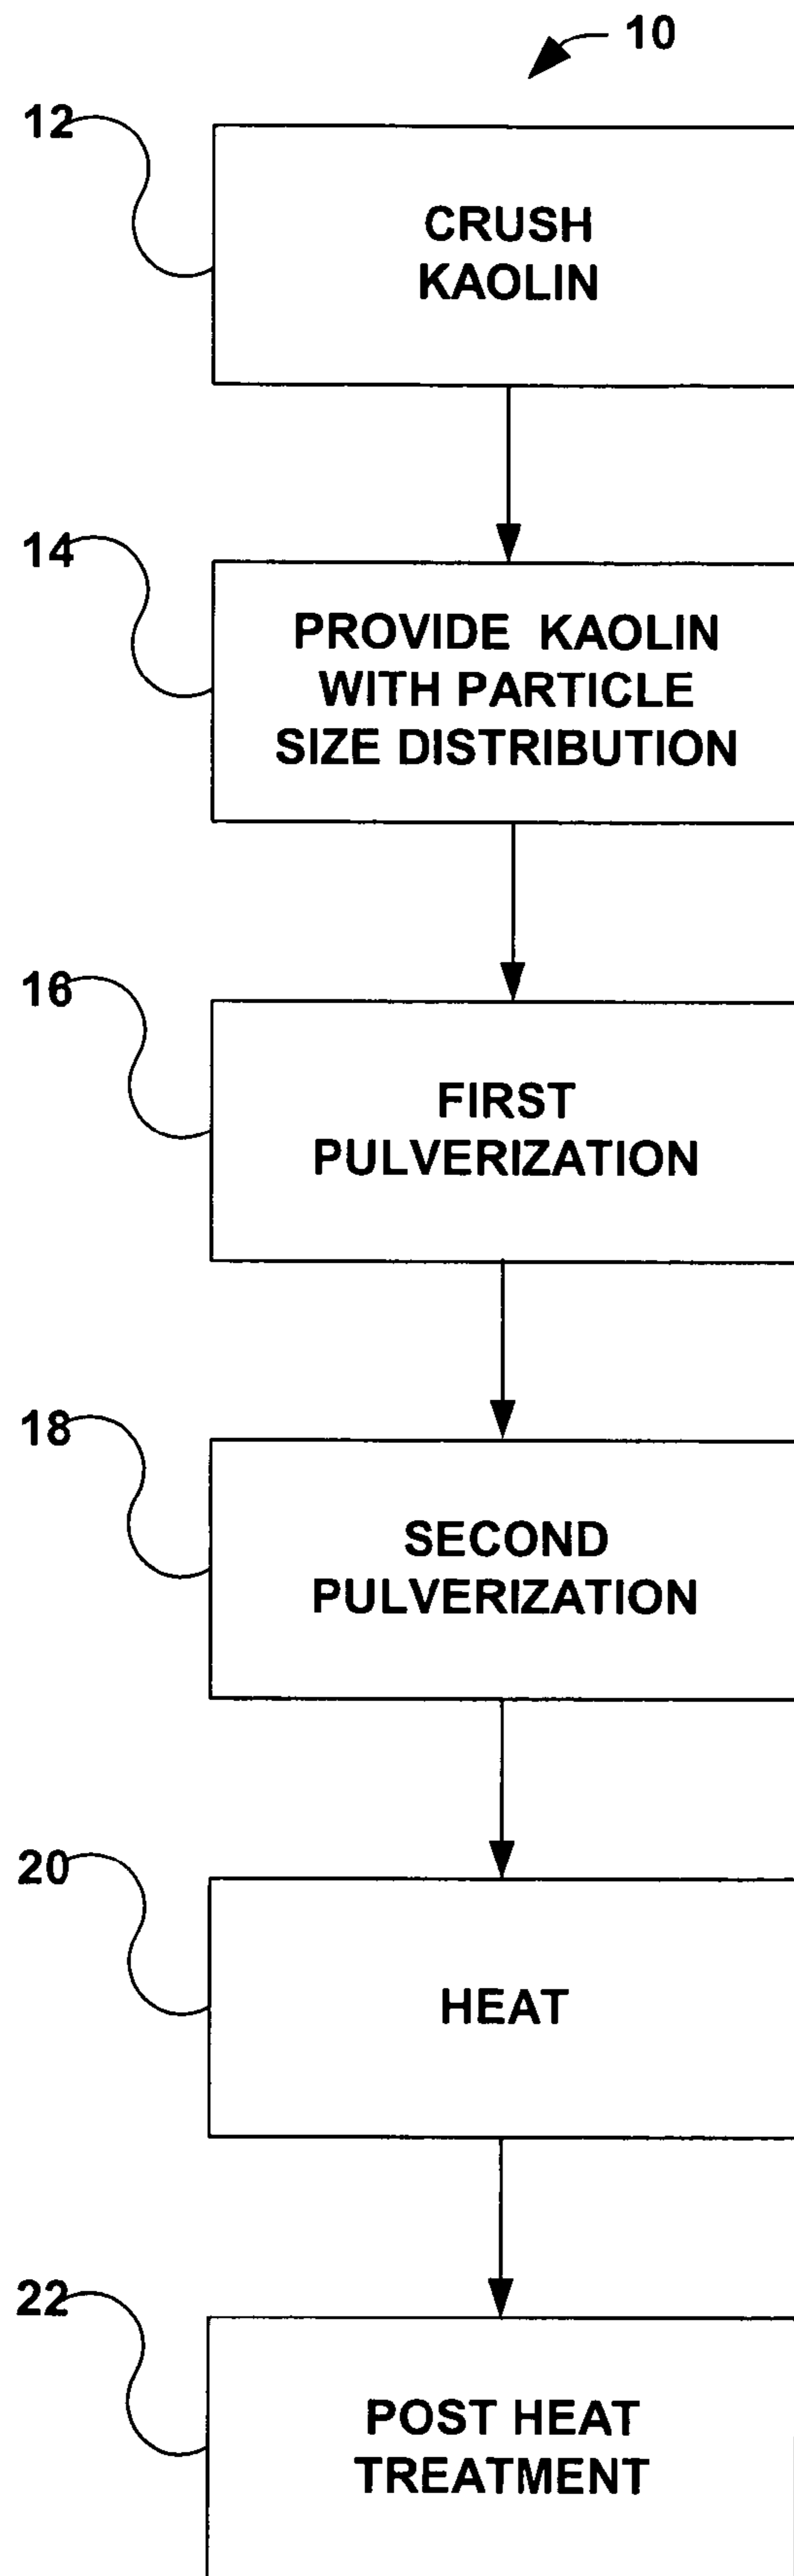 10
12
CRUSH
KAOLIN
14
PROVIDE KAOLIN
WITH PARTICLE
SIZE DISTRIBUTION
16
FIRST
PULVERIZATION
18
SECOND
PULVERIZATION
20
HEAT
22
POST HEAT
TREATMENT